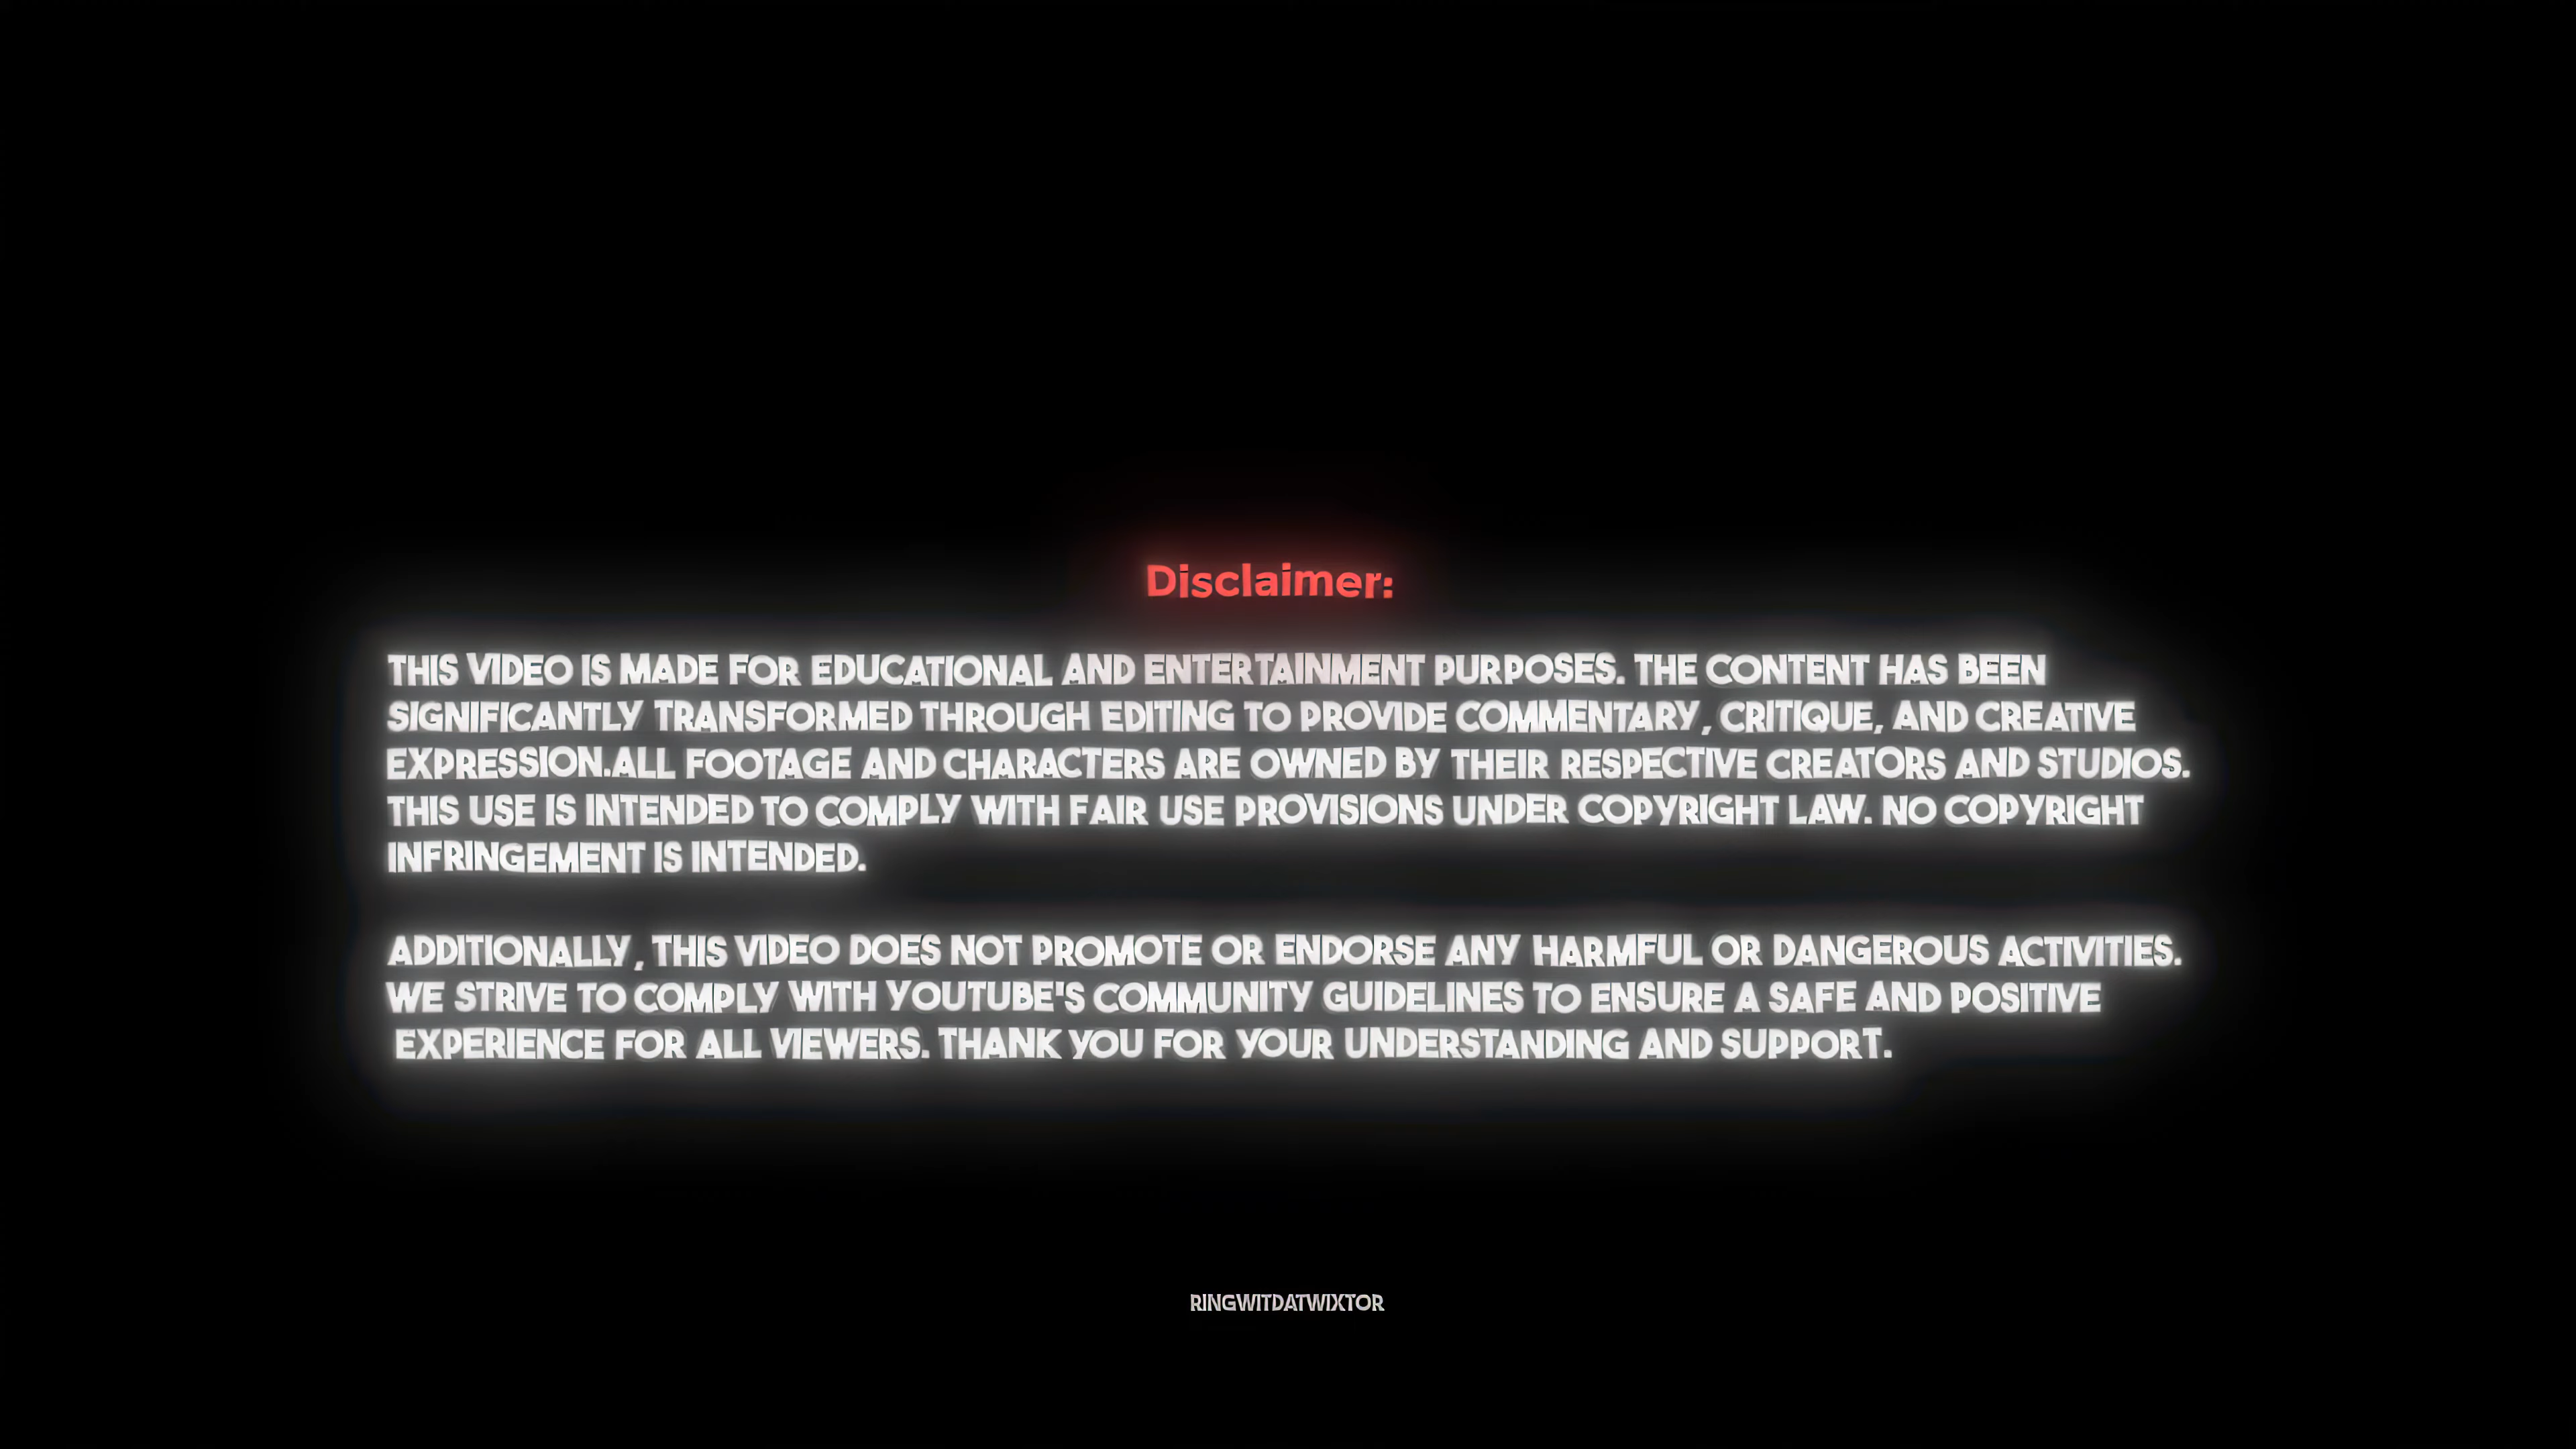 Disclaimer:
THIS VIDEO IS MADE FOR EDUCATIONAL AND ENTERTAINMENT PURPOSES. THE CONTENT HAS BEEN
SIGNIFICANTLY TRANSFORMED THROUGH EDITING TO PROVIDE COMMENTARY, CRITIQUE, AND CREATIVE
EXPRESSION.ALL FOOTAGE AND CHARACTERS ARE OWNED BY THEIR RESPECTIVE CREATORS AND STUDIOS.
THIS USE IS INTENDED TO COMPLY WITH FAIR USE PROVISIONS UNDER COPYRIGHT LAW. NO COPYRIGHT
INFRINGEMENT IS INTENDED.
ADDITIONALLY, THIS VIDEO DOES NOT PROMOTE OR ENDORSE ANY HARMFUL OR DANGEROUS ACTIVITIES.
WE STRIVE TO COMPLY WITH YOUTUBE'S COMMUNITY GUIDELINES TO ENSURE A SAFE AND POSITIVE
EXPERIENCE FOR ALL VIEWERS. THANK YOU FOR YOUR UNDERSTANDING AND SUPPORT.
RINGWITDATWIXTOR